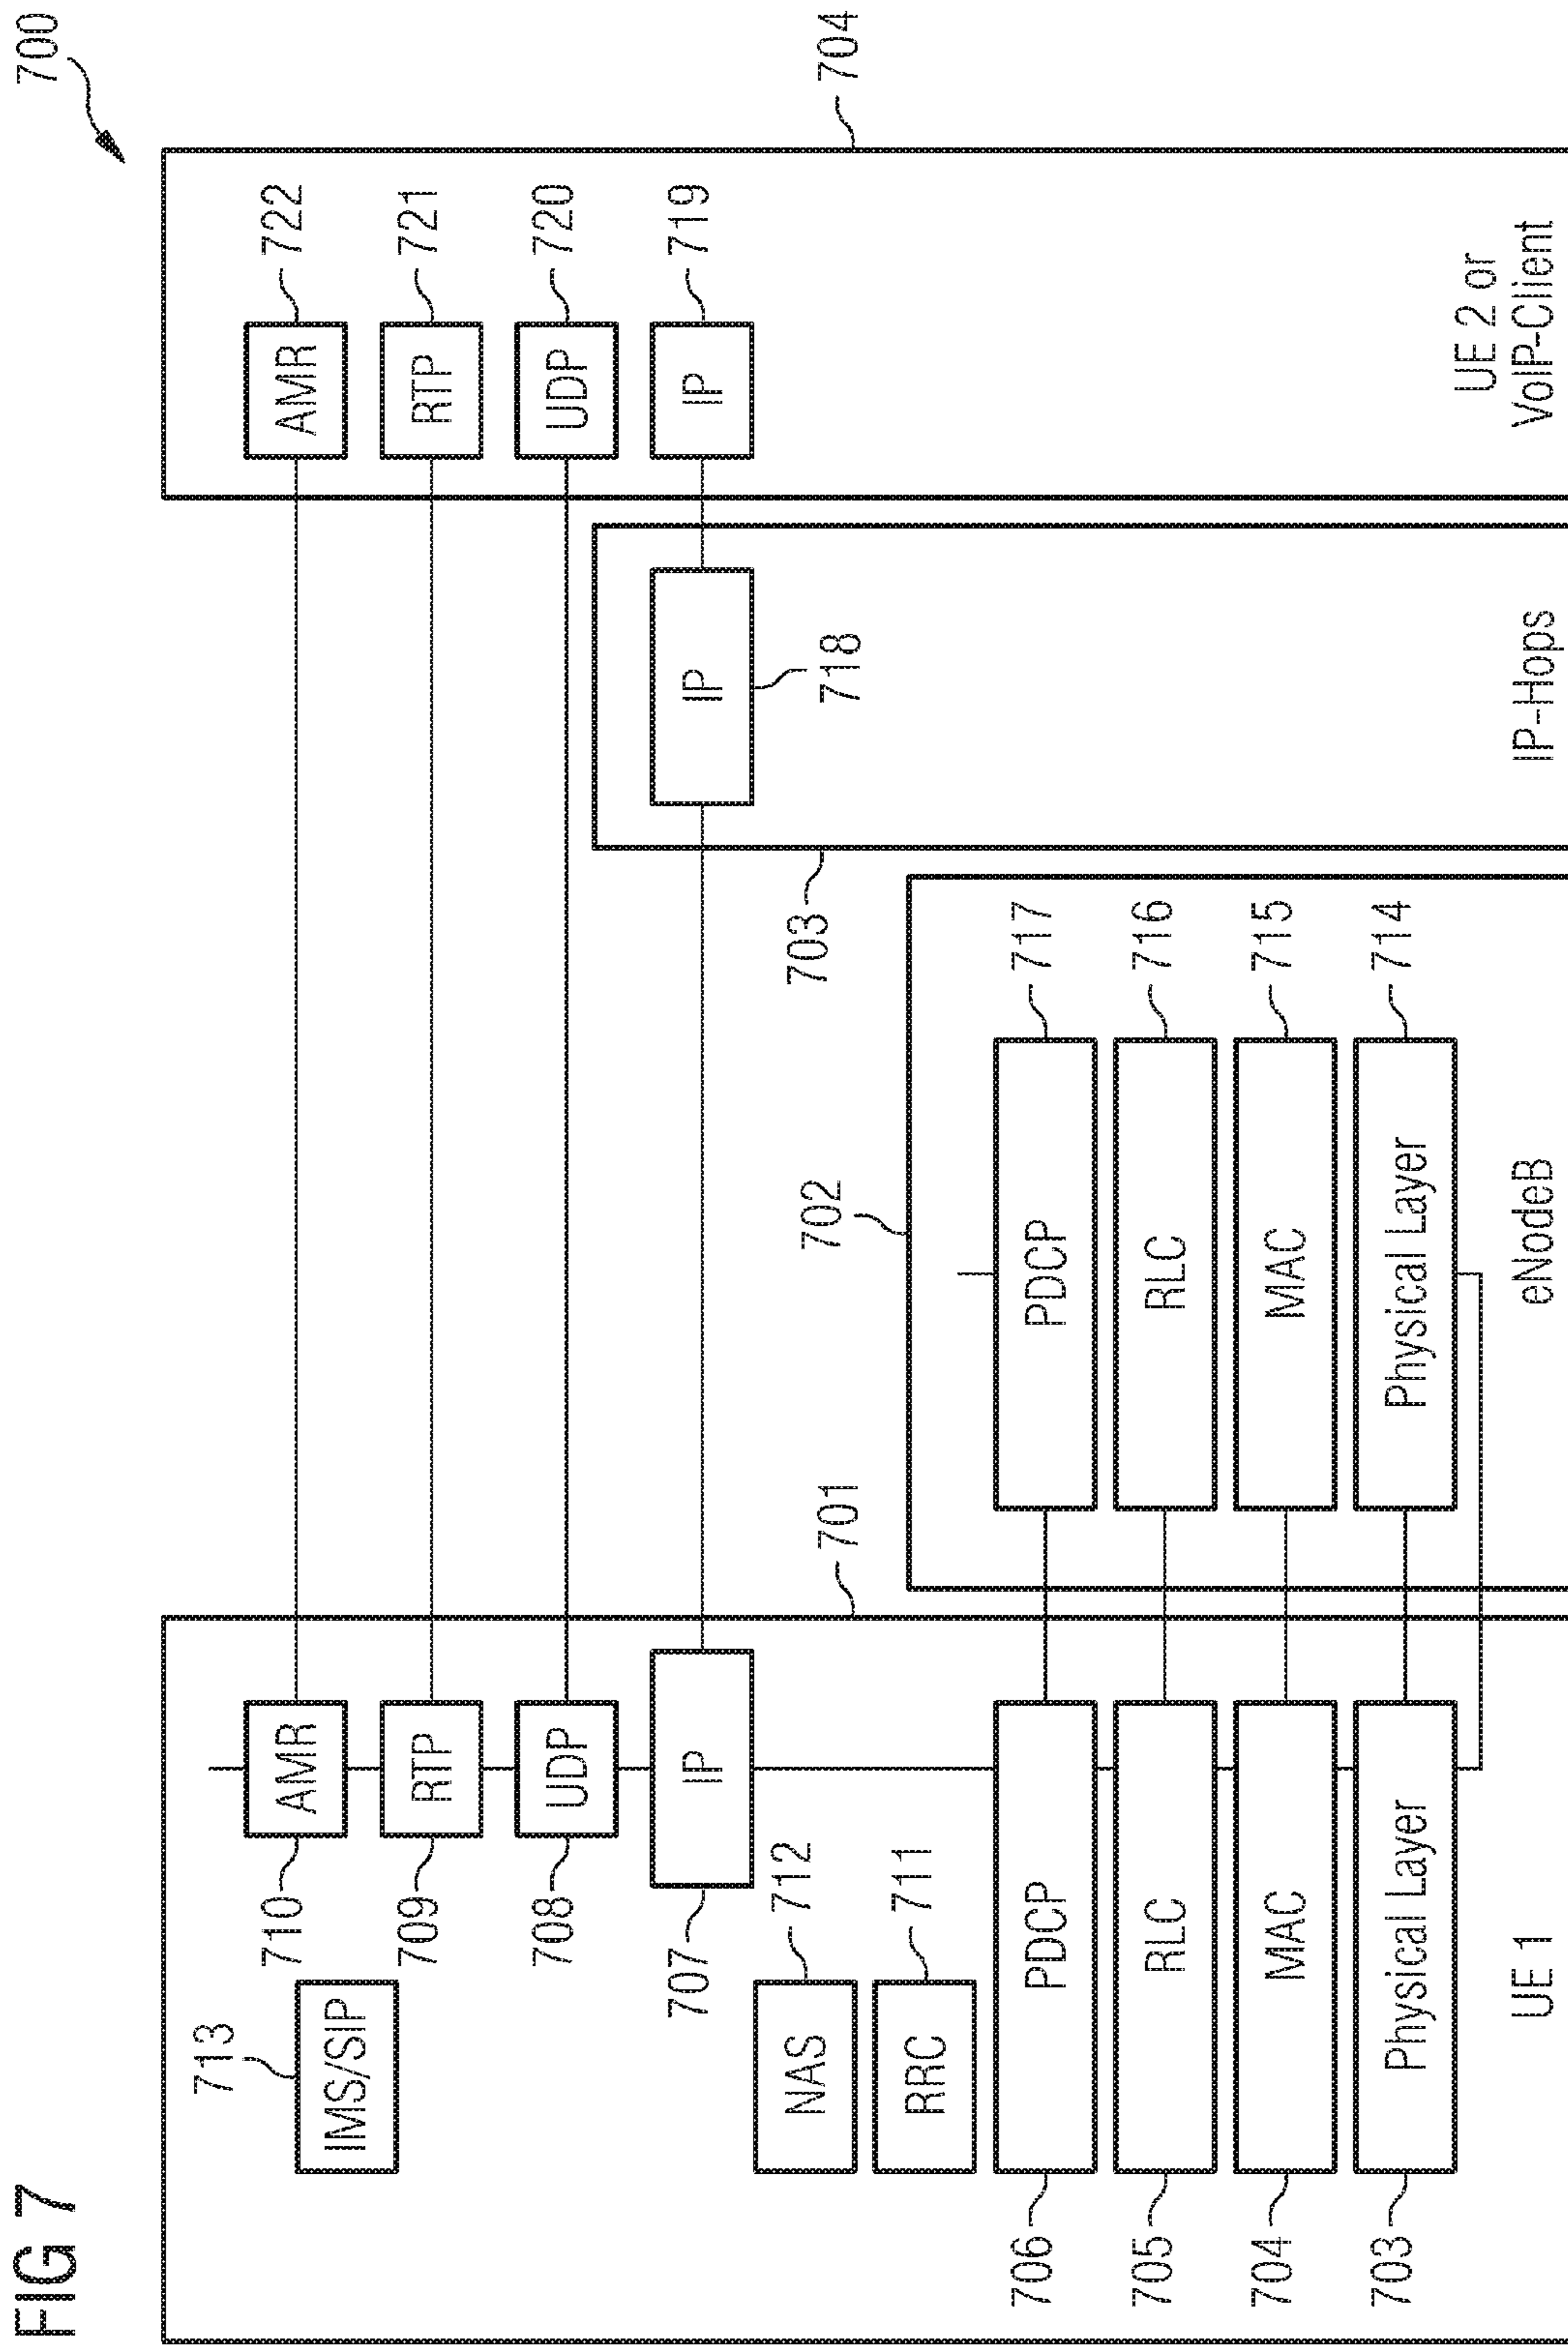 FIG 7
700
713
IMS/SIP
710
AMR
AMR
722
709
RTP
RTP
721
708
UDP
UDP
720
707
IP
IP
718
IP
719
NAS
712
RRC
711
701
702
703
704
706
PDCP
PDCP
717
705
RLC
RLC
716
704
MAC
MAC
715
703
Physical Layer
Physical Layer
714
UE 1
eNodeB
IP-Hops
UE 2 or
VoIP-Client